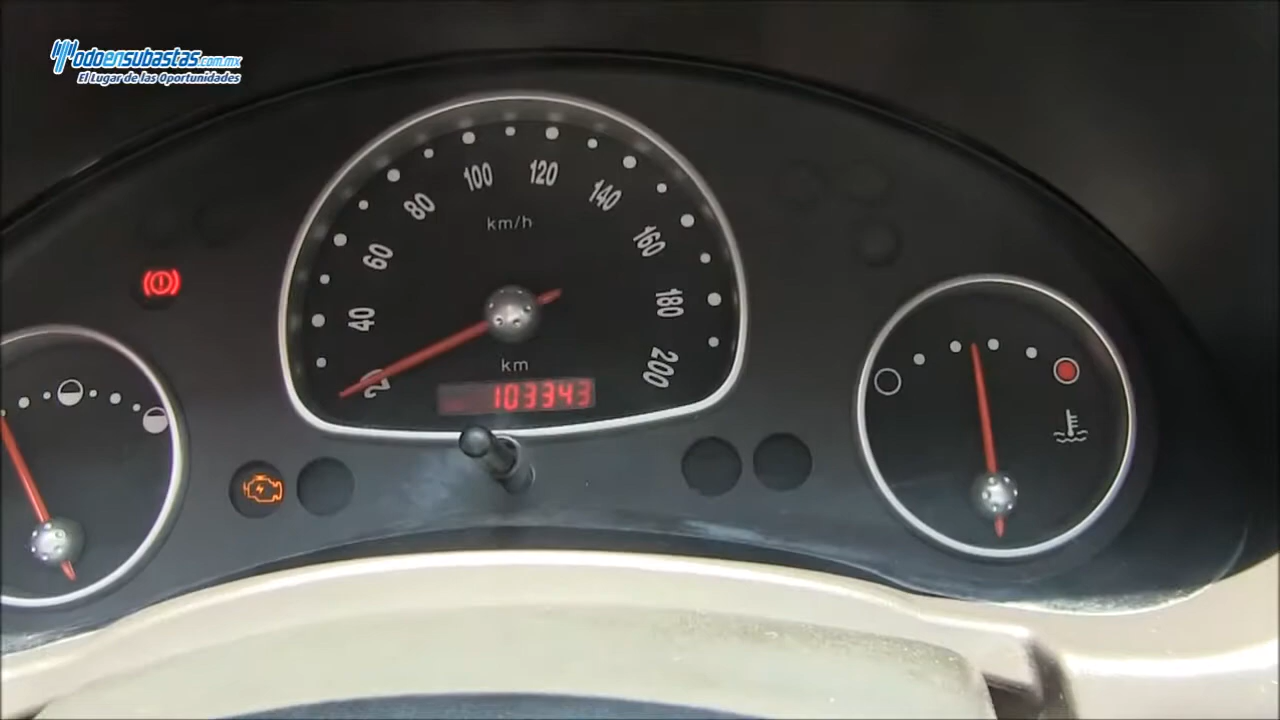 Todoensubastas.com.mx
El Lugar de las Oportunidades
100
120
80
140
km/h
60
160
40
180
km
20
200
103343